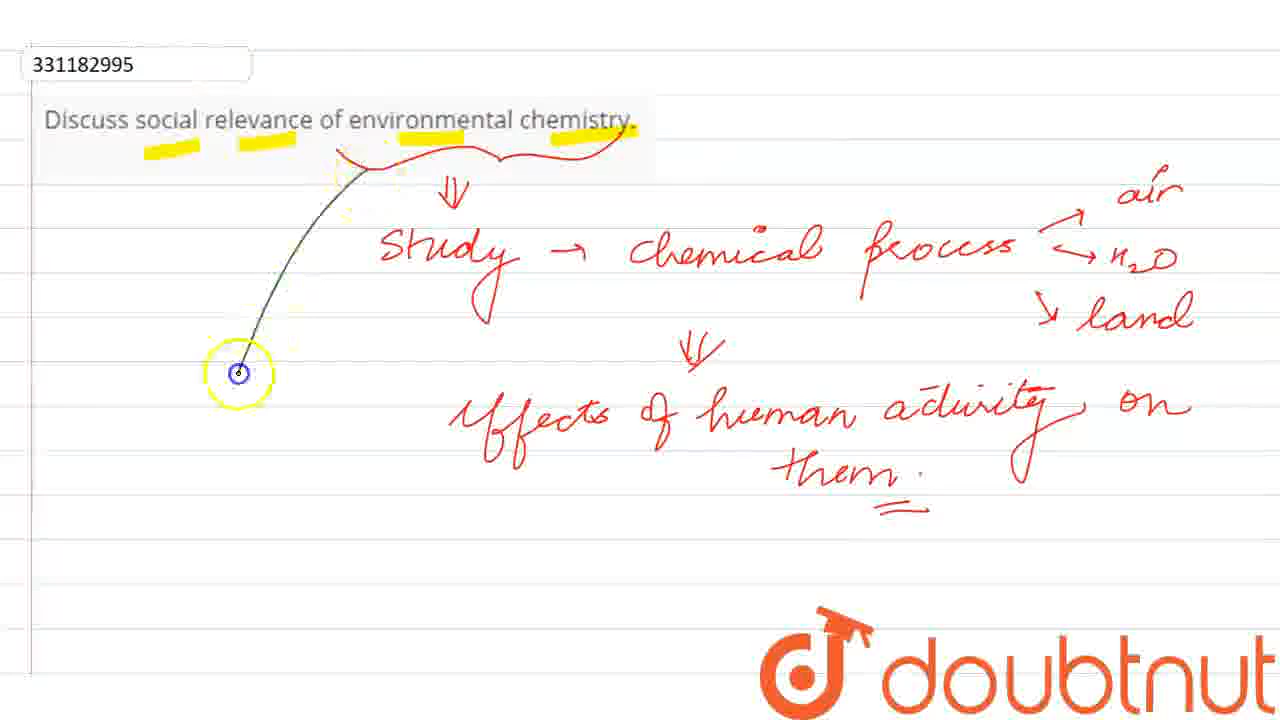 331182995
Discuss social relevance of environmental chemistry.
⇓
Study → chemical process → air
→ H₂O
→ land
⇓
Effects of human activity on
them.
doubtnut